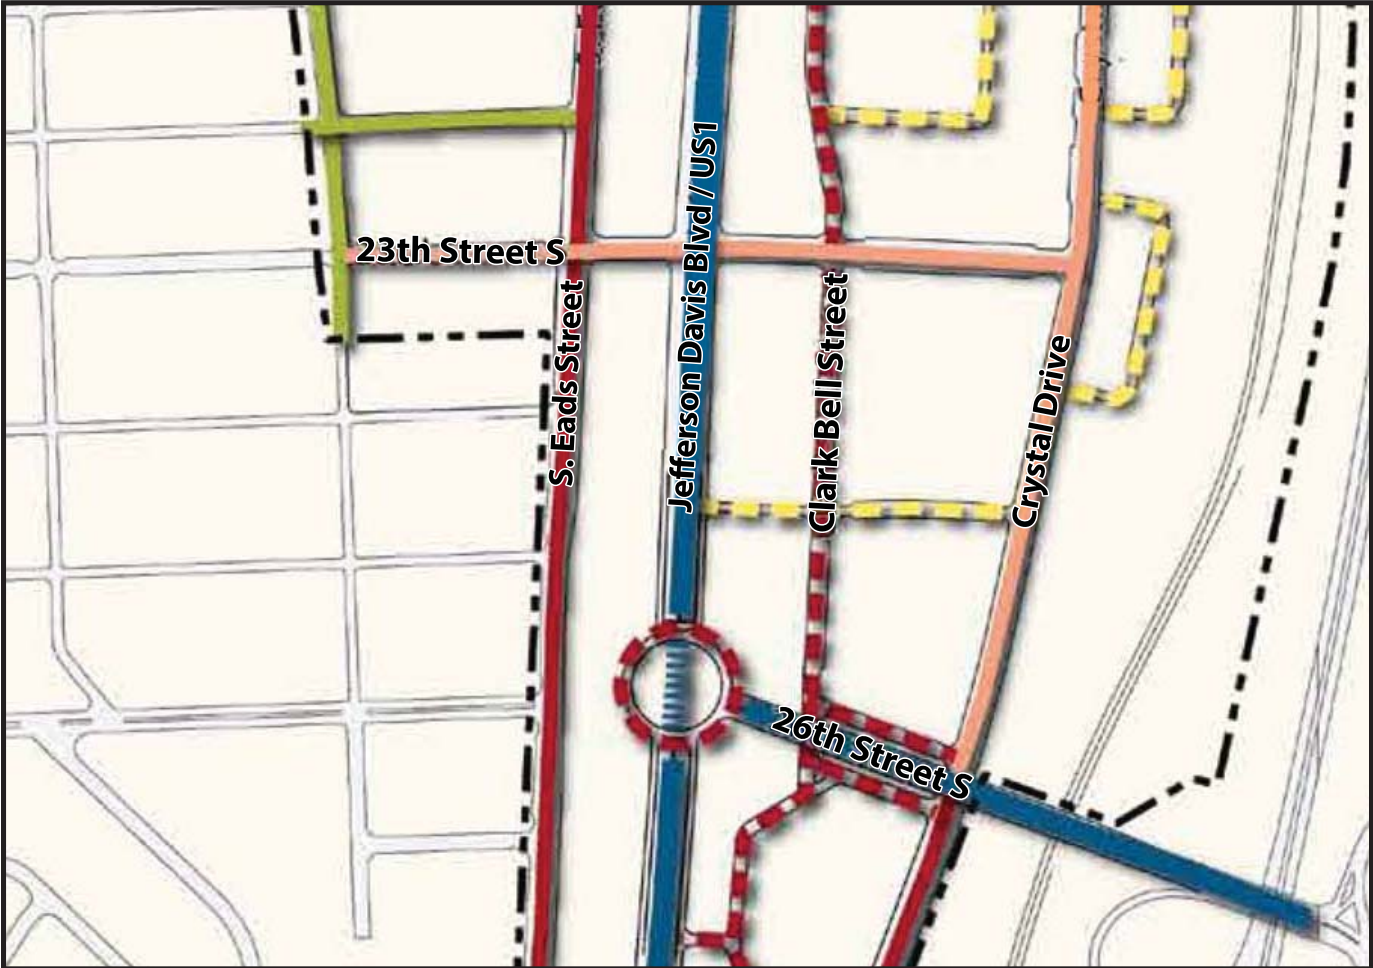 23th Street S
S. Eads Street
Jefferson Davis Blvd / US1
Clark Bell Street
Crystal Drive
26th Street S